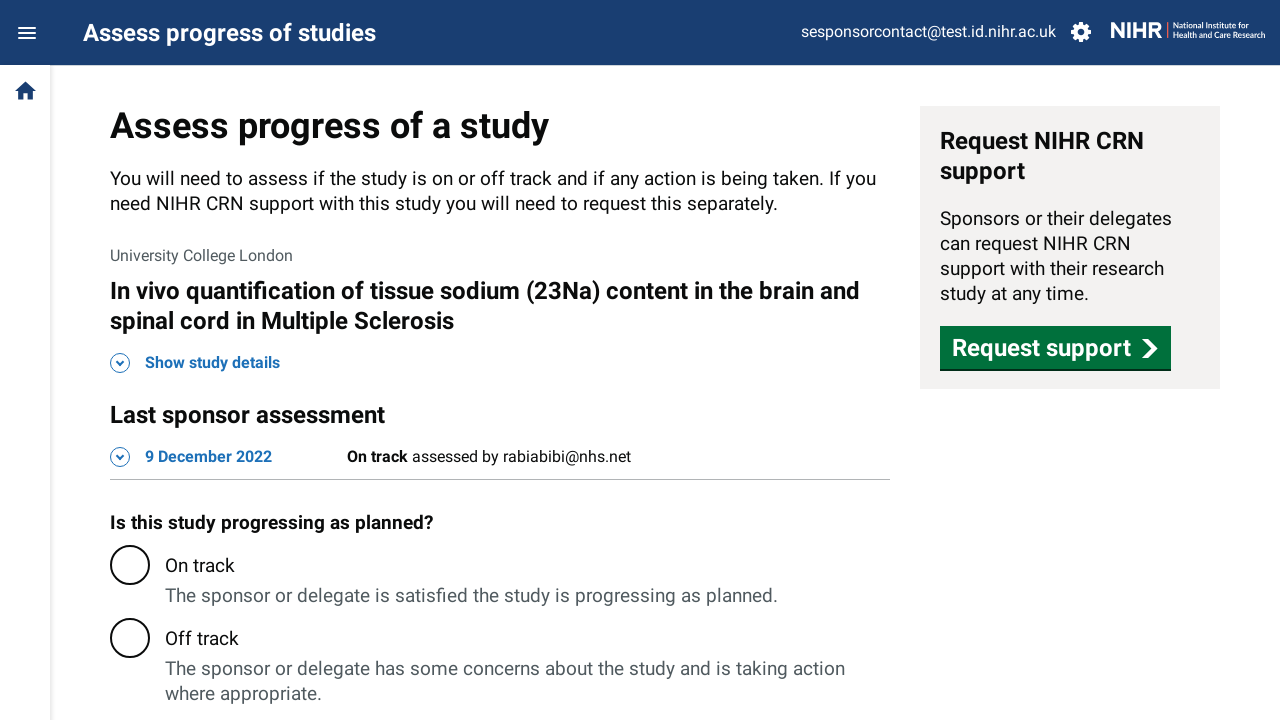 Assess progress of studies
sesponsorcontact@test.id.nihr.ac.uk
NIHR
National Institute for
Health and Care Research
Assess progress of a study
You will need to assess if the study is on or off track and if any action is being taken. If you
need NIHR CRN support with this study you will need to request this separately.
University College London
In vivo quantification of tissue sodium (23Na) content in the brain and
spinal cord in Multiple Sclerosis
Show study details
Last sponsor assessment
9 December 2022
On track assessed by rabiabibi@nhs.net
Is this study progressing as planned?
On track
The sponsor or delegate is satisfied the study is progressing as planned.
Off track
The sponsor or delegate has some concerns about the study and is taking action
where appropriate.
Request NIHR CRN
support
Sponsors or their delegates
can request NIHR CRN
support with their research
study at any time.
Request support